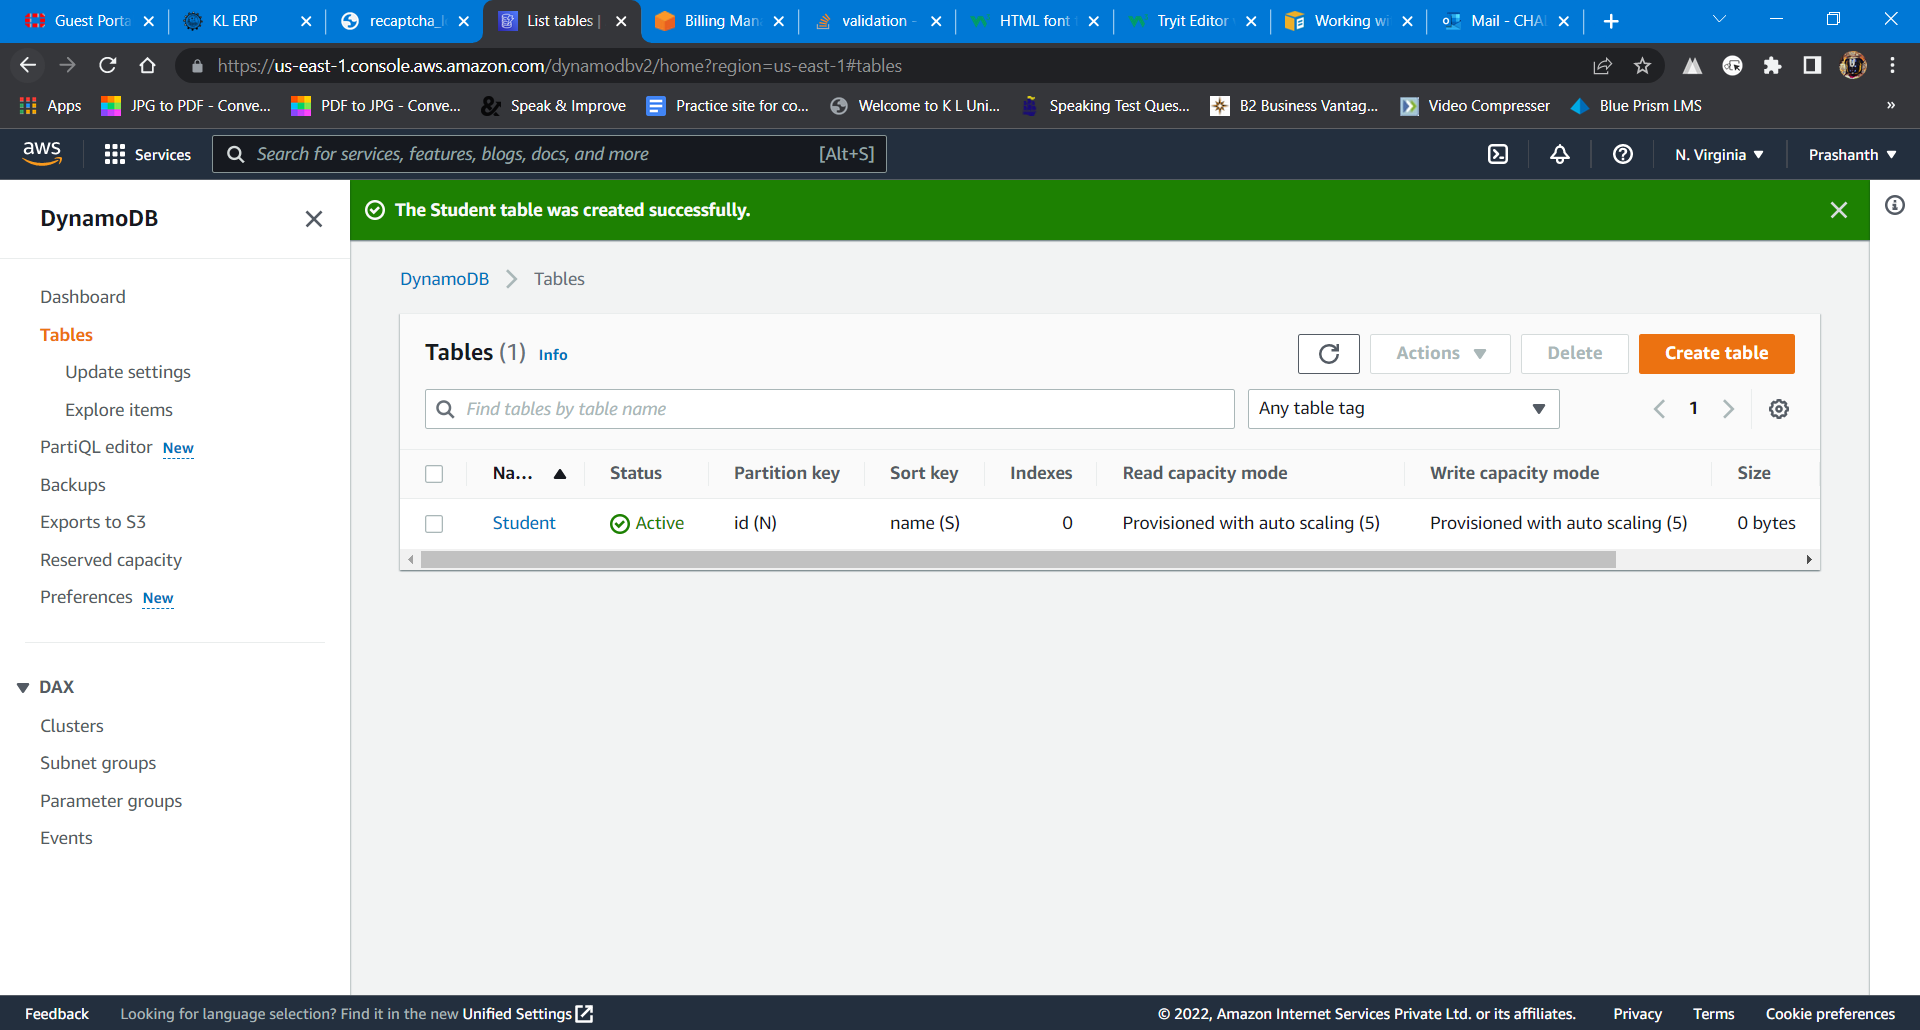 Guest Porta
KL ERP
recaptcha_l
List tables |
Billing Man
validation -
HTML font
Tryit Editor
Working wi
Mail - CHA
https://us-east-1.console.aws.amazon.com/dynamodbv2/home?region=us-east-1#tables
Apps
JPG to PDF - Conve...
PDF to JPG - Conve...
Speak & Improve
Practice site for co...
Welcome to K L Uni...
Speaking Test Ques...
B2 Business Vantag...
Video Compresser
Blue Prism LMS
»
aws
Services
Search for services, features, blogs, docs, and more
[Alt+S]
N. Virginia
Prashanth
DynamoDB
Dashboard
Tables
Update settings
Explore items
PartiQL editor New
Backups
Exports to S3
Reserved capacity
Preferences New
DAX
Clusters
Subnet groups
Parameter groups
Events
The Student table was created successfully.
DynamoDB
Tables
Tables (1) Info
Actions
Delete
Create table
Find tables by table name
Any table tag
1
Na... Status Partition key Sort key Indexes Read capacity mode Write capacity mode Size
Student Active id (N) name (S) 0 Provisioned with auto scaling (5) Provisioned with auto scaling (5) 0 bytes
Feedback
Looking for language selection? Find it in the new Unified Settings
© 2022, Amazon Internet Services Private Ltd. or its affiliates.
Privacy
Terms
Cookie preferences